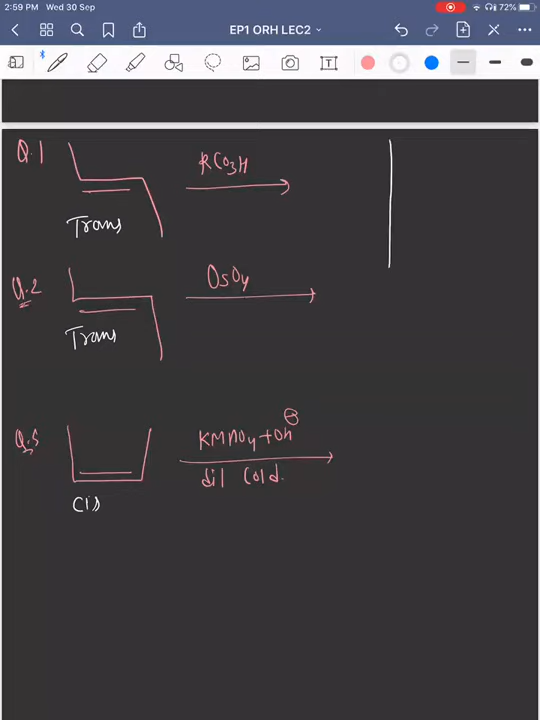 2:59 PM Wed 30 Sep 72%
EP1 ORH LEC2
Q.1 RCO3H
Trans
Q.2 OsO4
Trans
Q.3 KMnO4+OH⊖
dil Cold.
Cis